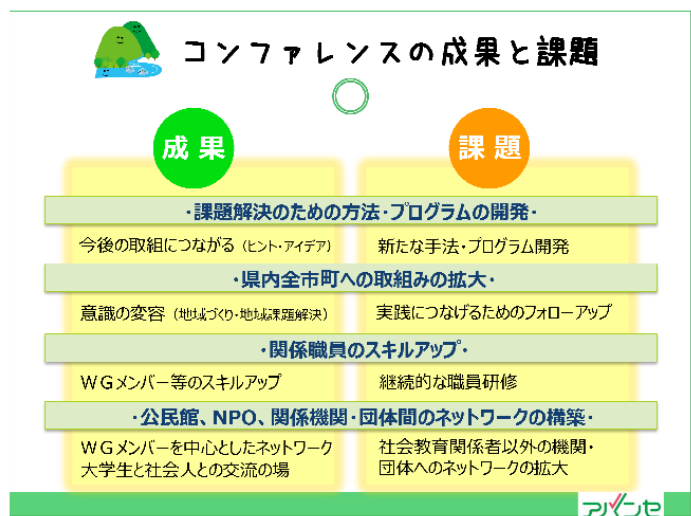 コンファレンスの成果と課題
成果
課題
・課題解決のための方法・プログラムの開発・
今後の取組につながる（ヒント・アイデア）
新たな手法・プログラム開発
・県内全市町への取組みの拡大・
意識の変容（地域づくり・地域課題解決）
実践につなげるためのフォローアップ
・関係職員のスキルアップ・
ＷＧメンバー等のスキルアップ
継続的な職員研修
・公民館、NPO、関係機関・団体間のネットワークの構築・
ＷＧメンバーを中心としたネットワーク
大学生と社会人との交流の場
社会教育関係者以外の機関・
団体へのネットワークの拡大
アバンセ